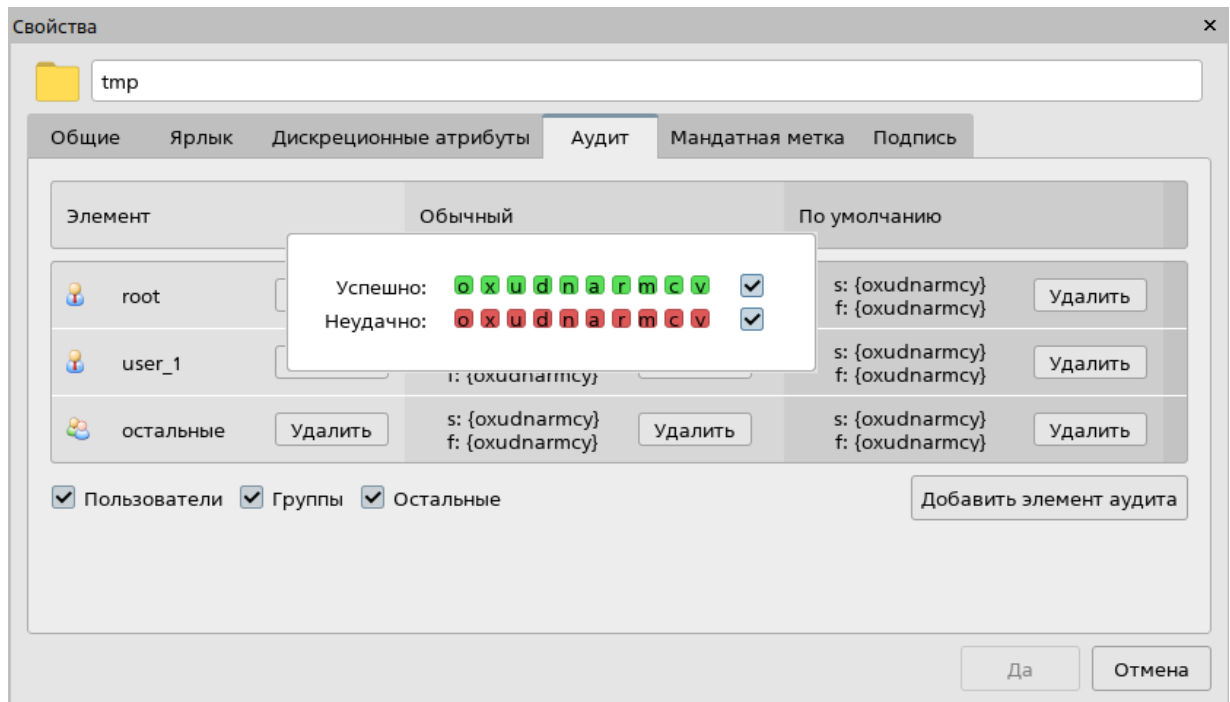 Свойства
tmp
Общие Ярлык Дискреционные атрибуты Аудит Мандатная метка Подпись
Элемент Обычный По умолчанию
Успешно: o x u d n a r m c y
Неудачно: o x u d n a r m c y
root
s: {oxudnarmcy}
f: {oxudnarmcy}
Удалить
user_1
f: {oxudnarmcy}
s: {oxudnarmcy}
f: {oxudnarmcy}
Удалить
остальные
Удалить
s: {oxudnarmcy}
f: {oxudnarmcy}
Удалить
s: {oxudnarmcy}
f: {oxudnarmcy}
Удалить
Пользователи Группы Остальные
Добавить элемент аудита
Да Отмена